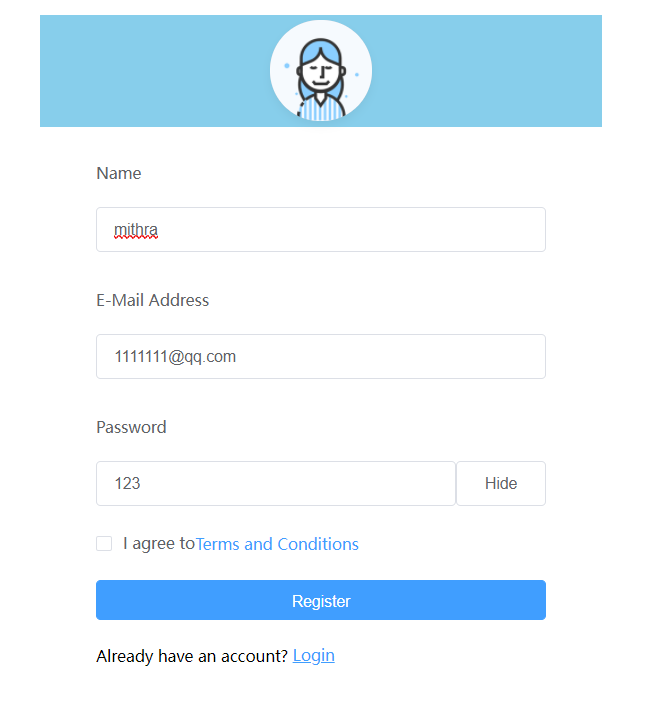 Name
mithra
E-Mail Address
1111111@qq.com
Password
123 Hide
I agree toTerms and Conditions
Register
Already have an account? Login